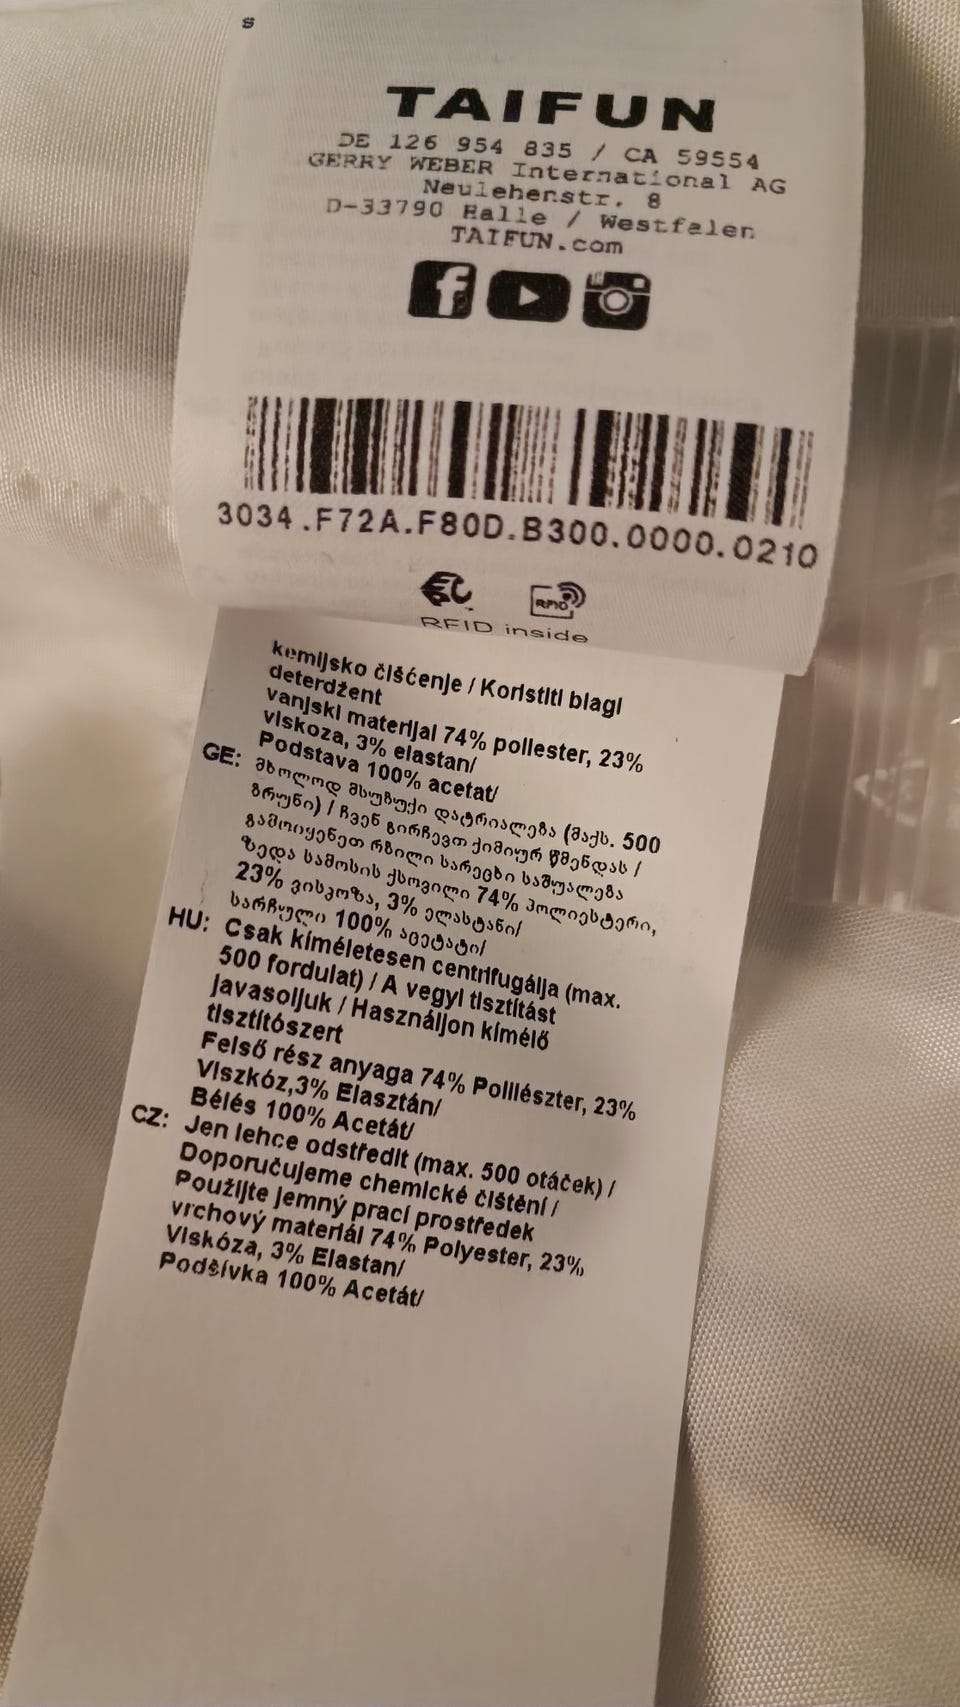 s
TAIFUN
DE 126 954 835 / CA 59554
GERRY WEBER International AG
Neulehenstr. 8
D-33790 Halle / Westfalen
TAIFUN.com
3034.F72A.F80D.B300.0000.0210
RFID
RFID inside
kemijsko čišćenje / Koristiti blagi
deterdžent
vanjski materijal 74% poliester, 23%
viskoza, 3% elastan/
Podstava 100% acetat/
GE: მხოლოდ მსუბუქი დატრიალება (მაქს. 500
ბრუნი) / ჩვენ გირჩევთ ქიმიურ წმენდას /
გამოიყენეთ რბილი სარეცხი საშუალება
ზედა სამოსის ქსოვილი 74% პოლიესტერი,
23% ვისკოზა, 3% ელასტანი/
სარჩული 100% აცეტატი/
HU: Csak kíméletesen centrifugálja (max.
500 fordulat) / A vegyi tisztítást
javasoljuk / Használjon kímélő
tisztítószert
Felső rész anyaga 74% Poliészter, 23%
Viszkóz,3% Elasztán/
Bélés 100% Acetát/
CZ: Jen lehce odstředit (max. 500 otáček) /
Doporučujeme chemické čištění /
Použijte jemný prací prostředek
vrchový materiál 74% Polyester, 23%
Viskóza, 3% Elastan/
Podšívka 100% Acetát/